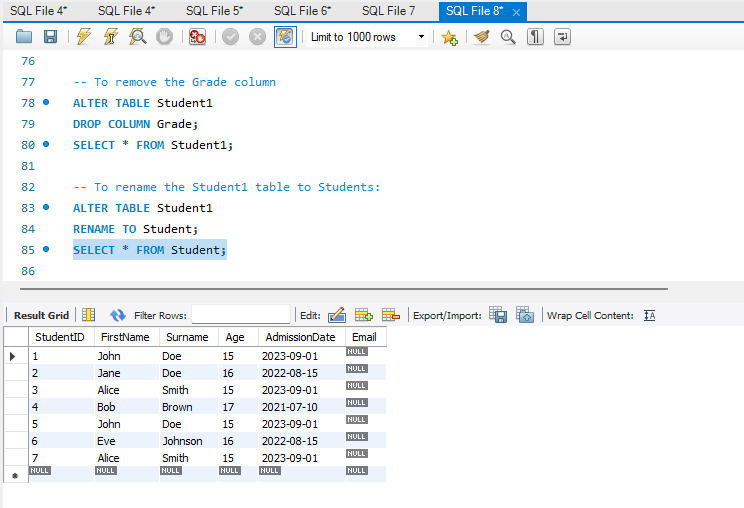 SQL File 4* SQL File 4* SQL File 5* SQL File 6* SQL File 7 SQL File 8* ×
Limit to 1000 rows
76
77 -- To remove the Grade column
78 ALTER TABLE Student1
79 DROP COLUMN Grade;
80 SELECT * FROM Student1;
81
82 -- To rename the Student1 table to Students:
83 ALTER TABLE Student1
84 RENAME TO Student;
85 SELECT * FROM Student;
86
Result Grid Filter Rows: Edit: Export/Import: Wrap Cell Content: IA
StudentID FirstName Surname Age AdmissionDate Email
1 John Doe 15 2023-09-01 NULL
2 Jane Doe 16 2022-08-15 NULL
3 Alice Smith 15 2023-09-01 NULL
4 Bob Brown 17 2021-07-10 NULL
5 John Doe 15 2023-09-01 NULL
6 Eve Johnson 16 2022-08-15 NULL
7 Alice Smith 15 2023-09-01 NULL
NULL NULL NULL NULL NULL NULL